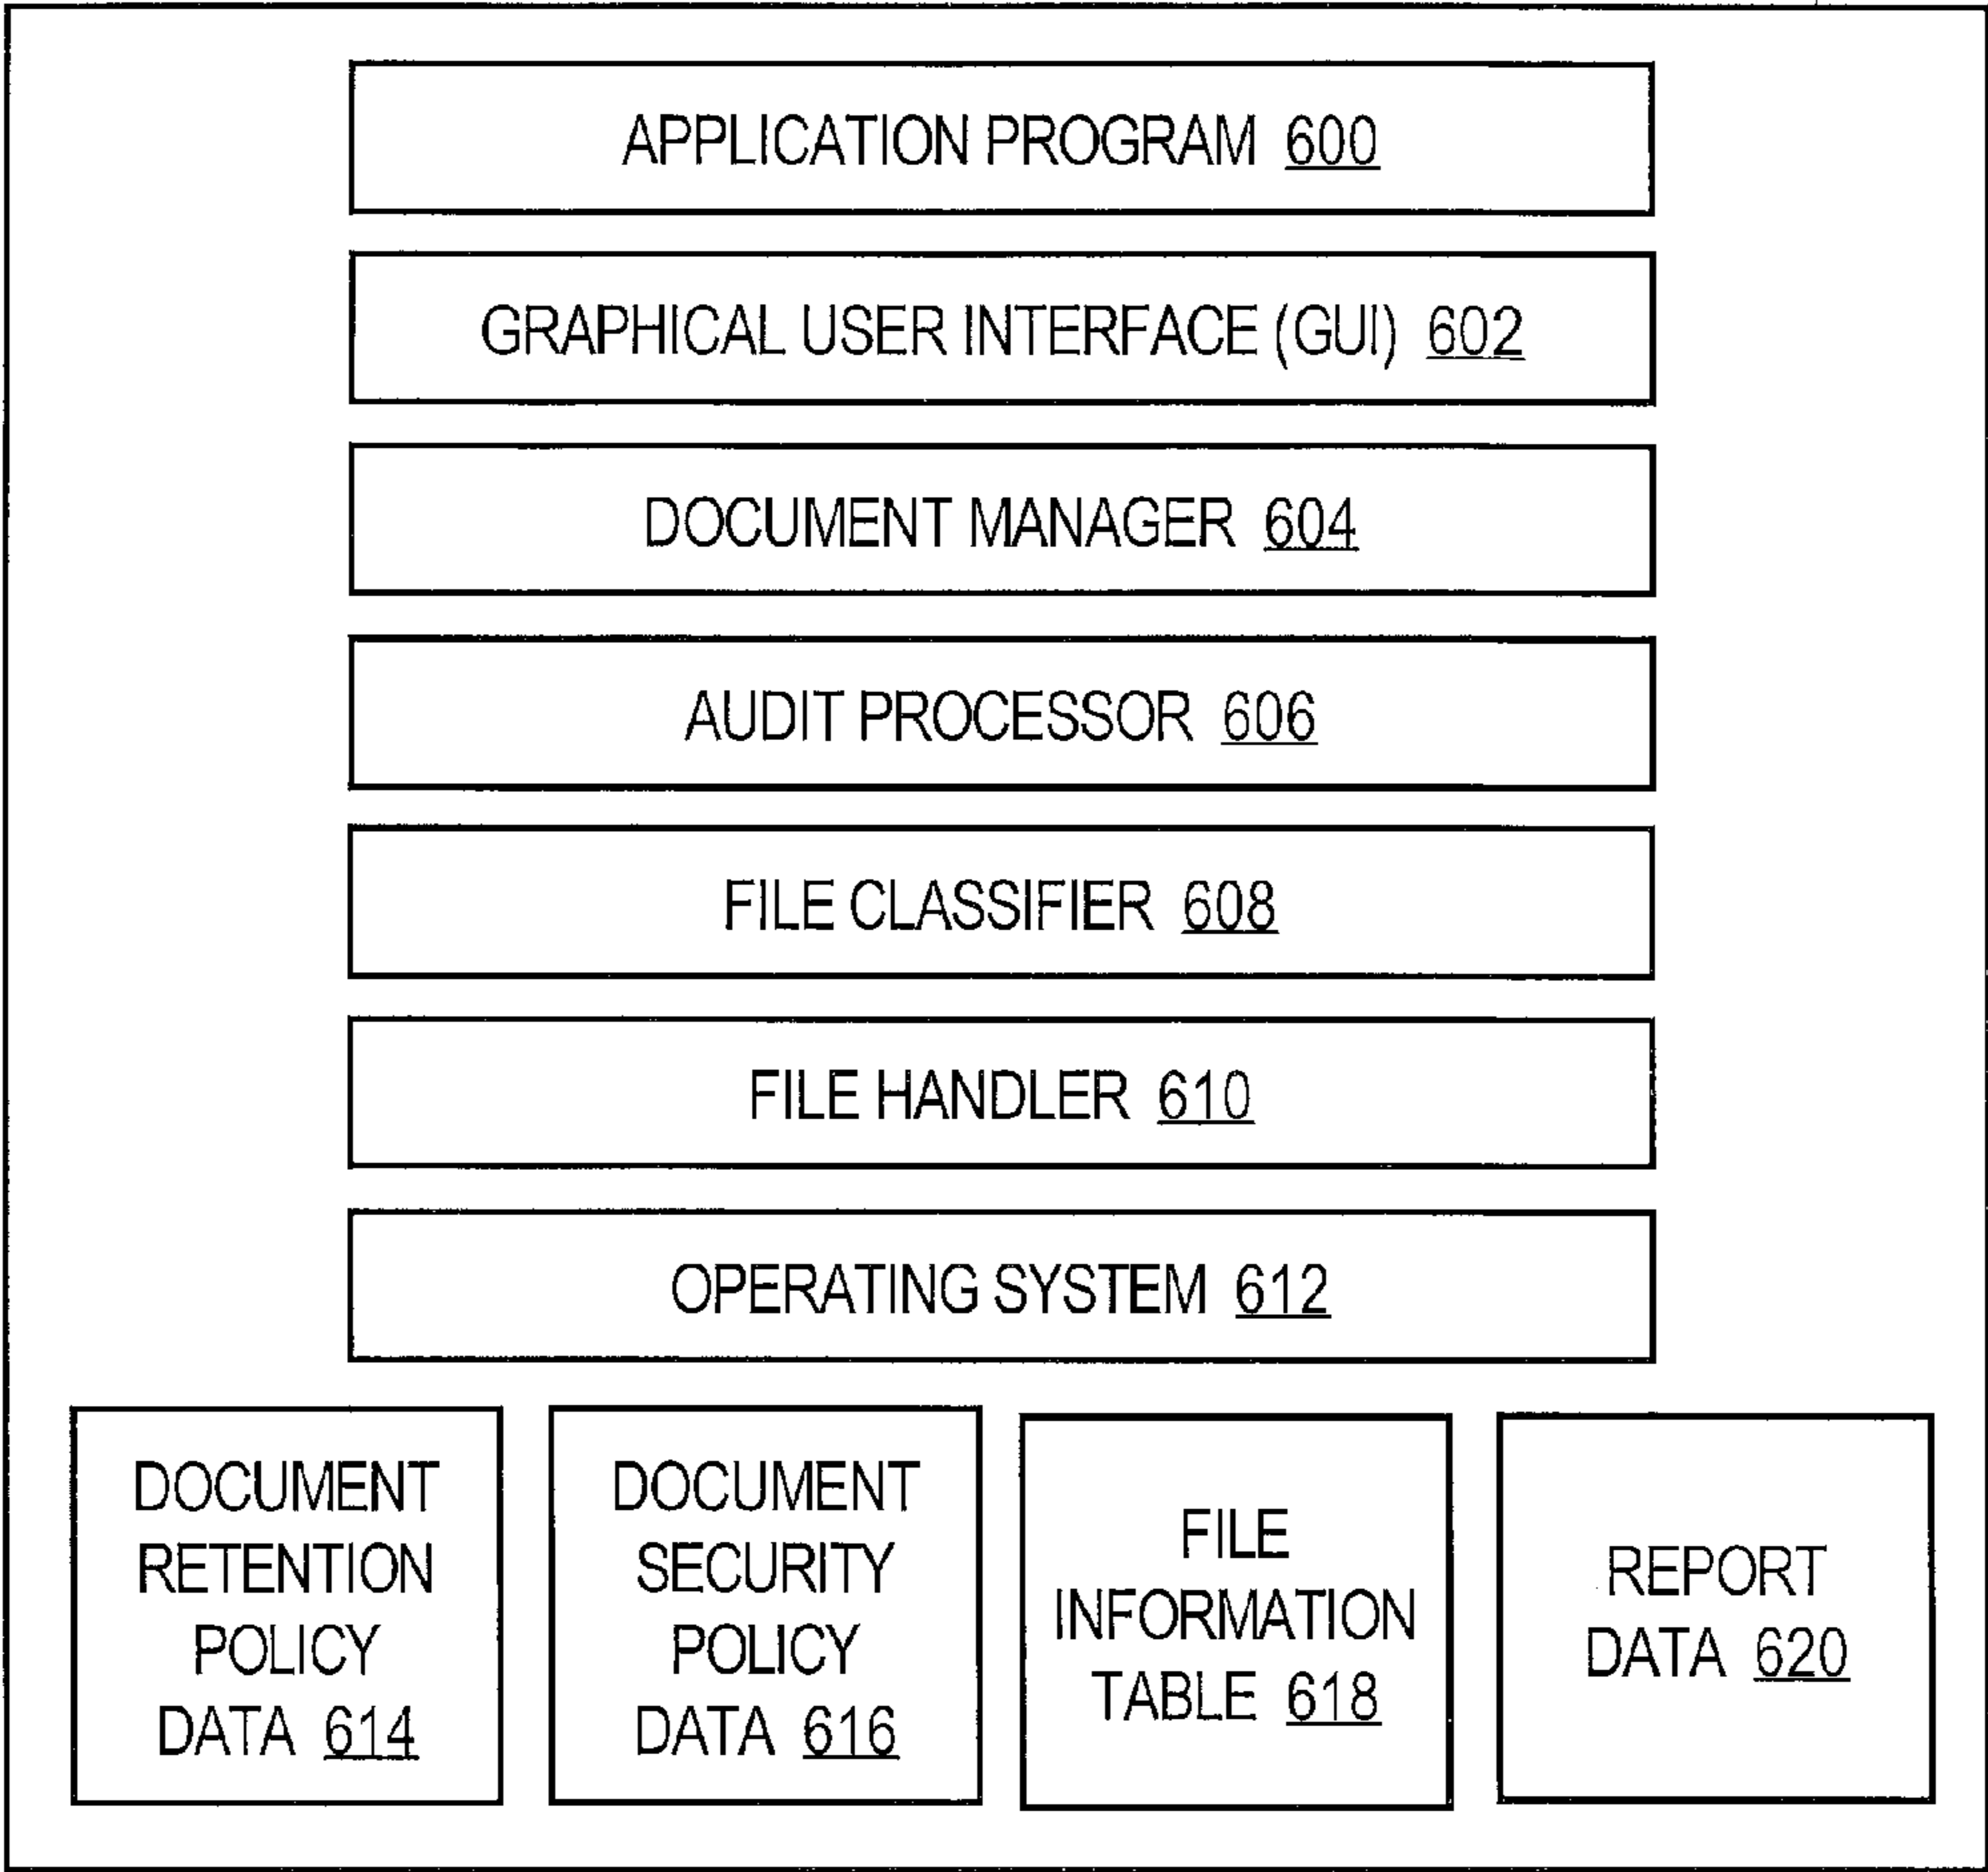 APPLICATION PROGRAM 600
GRAPHICAL USER INTERFACE (GUI) 602
DOCUMENT MANAGER 604
AUDIT PROCESSOR 606
FILE CLASSIFIER 608
FILE HANDLER 610
OPERATING SYSTEM 612
DOCUMENT
RETENTION
POLICY
DATA 614
DOCUMENT
SECURITY
POLICY
DATA 616
FILE
INFORMATION
TABLE 618
REPORT
DATA 620